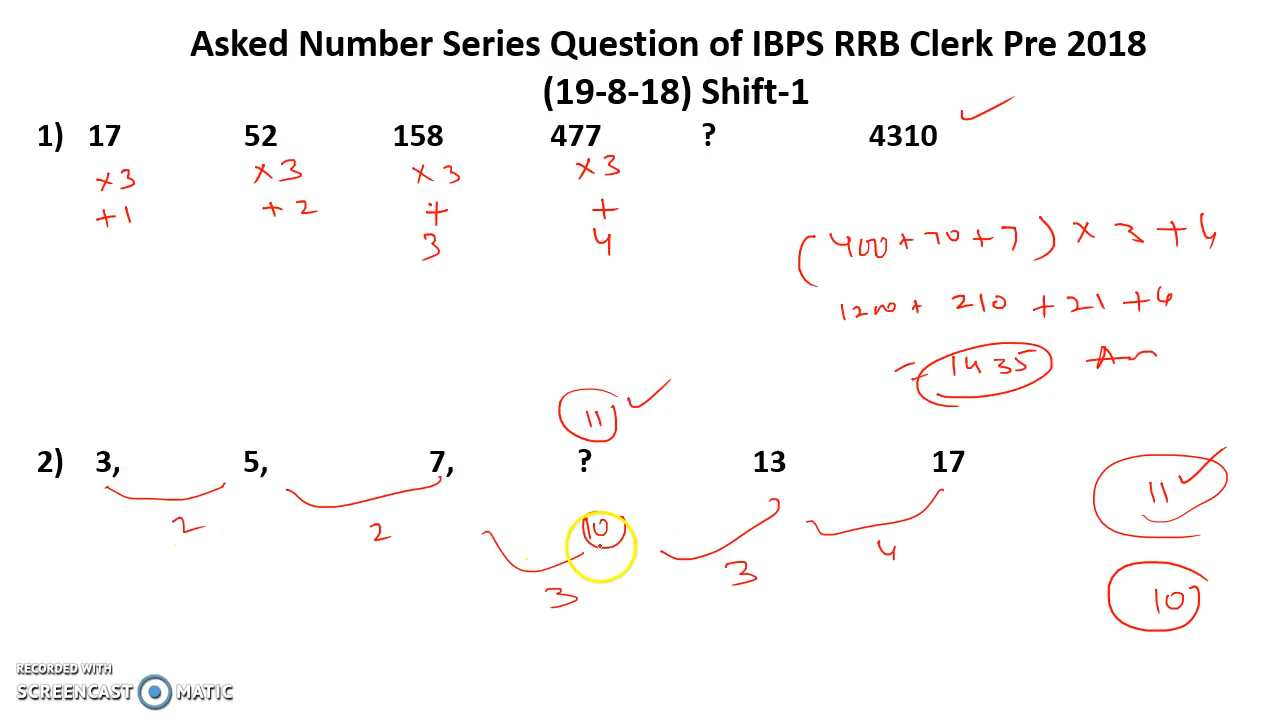 Asked Number Series Question of IBPS RRB Clerk Pre 2018
(19-8-18) Shift-1
1) 17 52 158 477 ? 4310
×3 ×3 ×3 ×3
+1 +2 + +
3 4
(400+70+7) × 3 + 4
1200 + 210 + 21 + 4
= 1435 Ans
11
2) 3, 5, 7, ? 13 17
11
2 2 10 3 4
3
10
RECORDED WITH
SCREENCAST MATIC